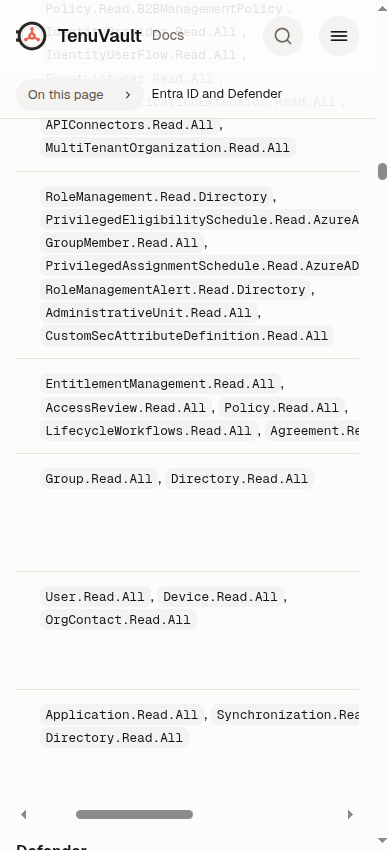 Policy.Read.B2BManagementPolicy,
TenuVault Docs
IdentityUserFlow.Read.All,
EventListener.Read.All,
On this page > Entra ID and Defender
APIConnectors.Read.All,
MultiTenantOrganization.Read.All
RoleManagement.Read.Directory,
PrivilegedEligibilitySchedule.Read.AzureA
GroupMember.Read.All,
PrivilegedAssignmentSchedule.Read.AzureAD
RoleManagementAlert.Read.Directory,
AdministrativeUnit.Read.All,
CustomSecAttributeDefinition.Read.All
EntitlementManagement.Read.All,
AccessReview.Read.All, Policy.Read.All,
LifecycleWorkflows.Read.All, Agreement.Re
Group.Read.All, Directory.Read.All
User.Read.All, Device.Read.All,
OrgContact.Read.All
Application.Read.All, Synchronization.Rea
Directory.Read.All
Defender